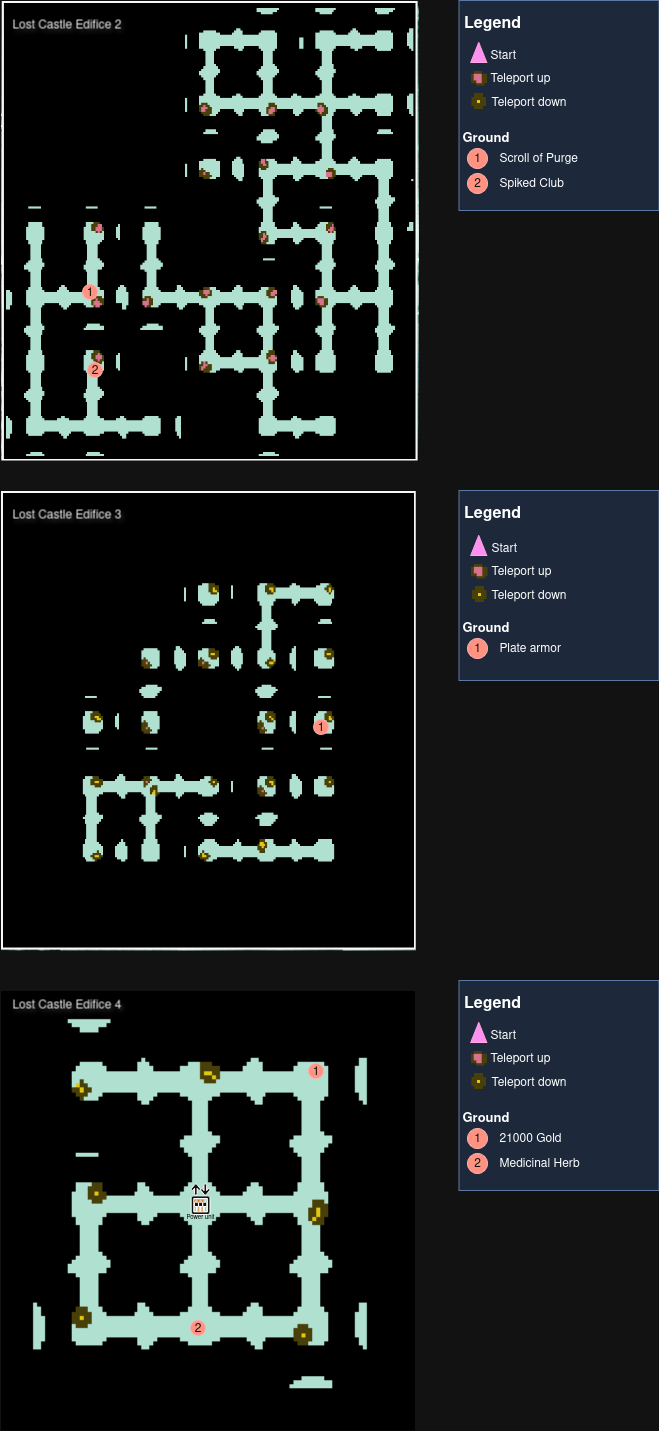 Lost Castle Edifice 2
Legend
Start
Teleport up
Teleport down
Ground
1 Scroll of Purge
2 Spiked Club
1
2
Lost Castle Edifice 3
Legend
Start
Teleport up
Teleport down
Ground
1 Plate armor
1
Lost Castle Edifice 4
Legend
Start
Teleport up
Teleport down
Ground
1 21000 Gold
2 Medicinal Herb
1
Power unit
2